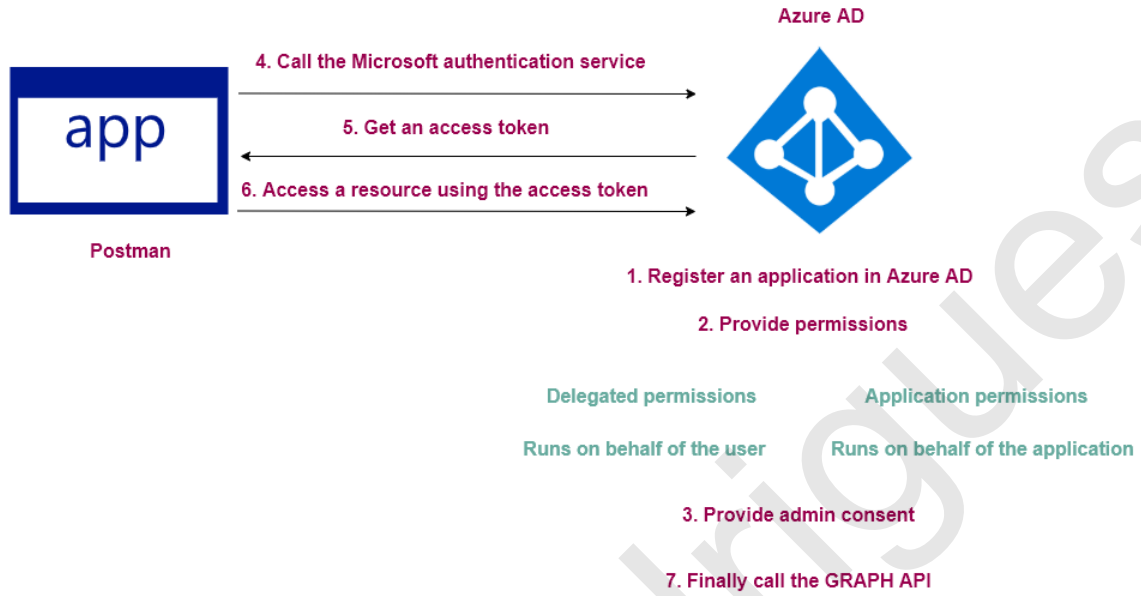 Azure AD
4. Call the Microsoft authentication service
app
5. Get an access token
6. Access a resource using the access token
Postman
1. Register an application in Azure AD
2. Provide permissions
Delegated permissions
Application permissions
Runs on behalf of the user
Runs on behalf of the application
3. Provide admin consent
7. Finally call the GRAPH API